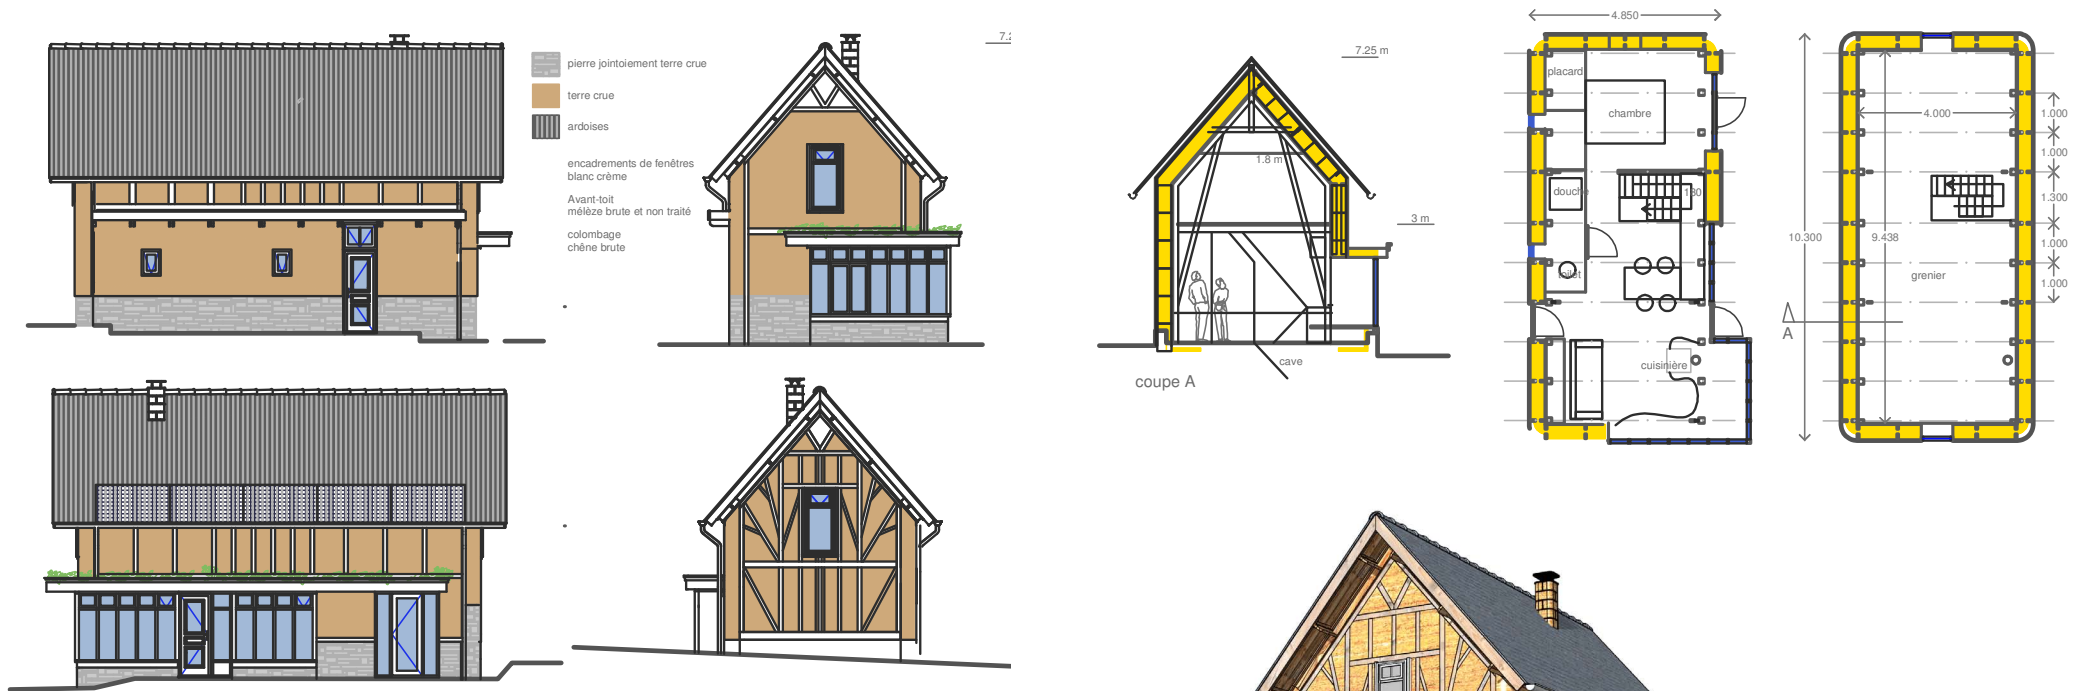 pierre jointoiement terre crue
terre crue
ardoises
encadrements de fenêtres
blanc crème
Avant-toit
mélèze brute et non traité
colombage
chêne brute
7.25 m
1.8 m
3 m
cave
coupe A
4.850
placard
chambre
douche
180
toilet
cuisinière
10.300
9.438
4.000
grenier
A
1.000
1.000
1.300
1.000
1.000